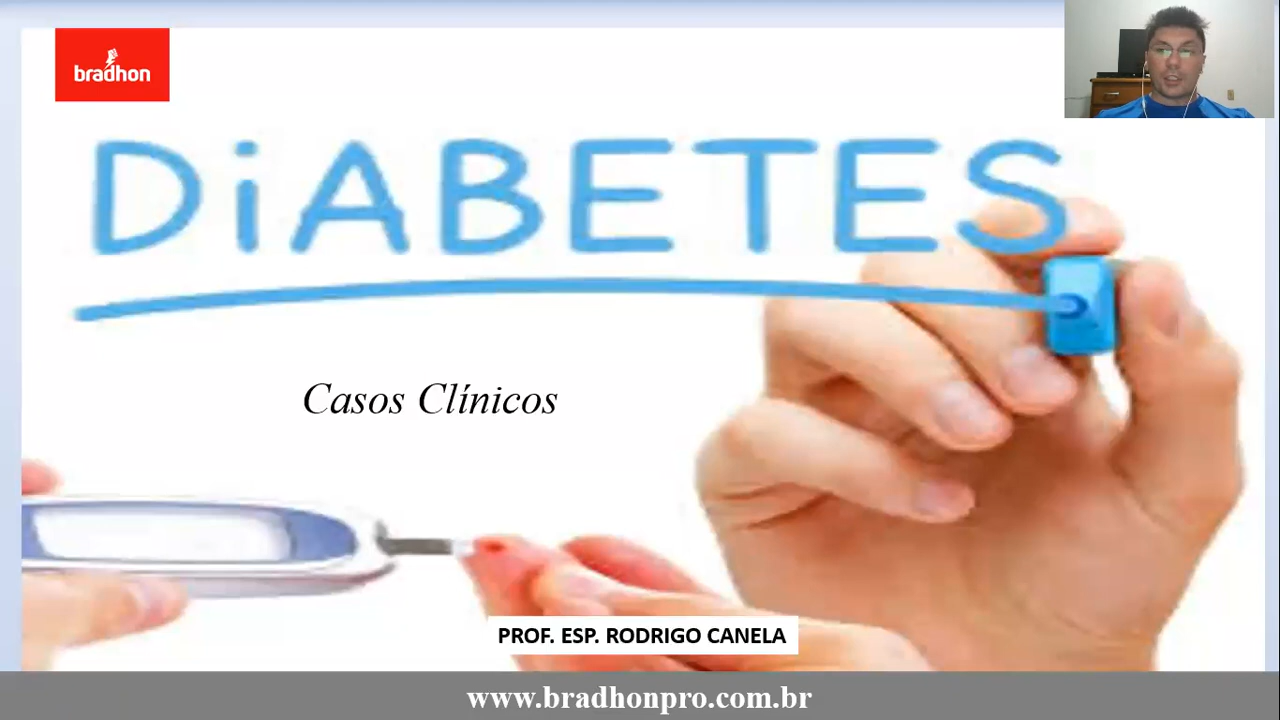 bradhon
DiABETES
Casos Clínicos
PROF. ESP. RODRIGO CANELA
www.bradhonpro.com.br